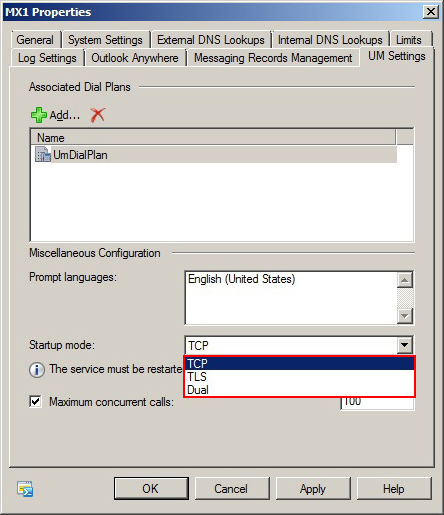 MX1 Properties
General
System Settings
External DNS Lookups
Internal DNS Lookups
Limits
Log Settings
Outlook Anywhere
Messaging Records Management
UM Settings
Associated Dial Plans
Add...
Name
UmDialPlan
Miscellaneous Configuration
Prompt languages:
English (United States)
Startup mode:
TCP
TCP
TLS
Dual
The service must be
Maximum concurrent calls:
100
OK
Cancel
Apply
Help